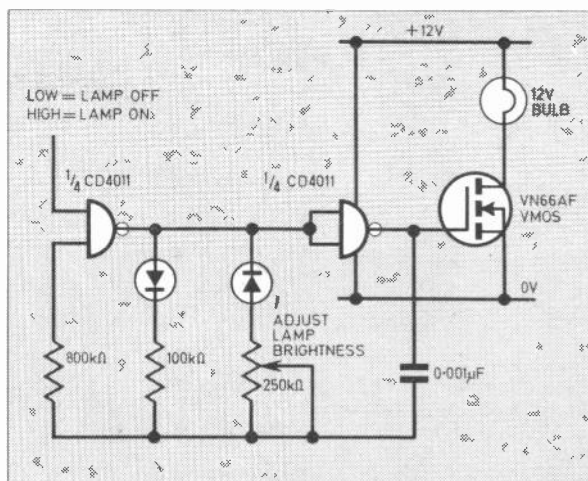 +12V
LOW = LAMP OFF
HIGH = LAMP ON
12V
BULB
1/4 CD4011
1/4 CD4011
VN66AF
VMOS
0V
ADJUST
LAMP
BRIGHTNESS
800kΩ
100kΩ
250kΩ
0·001µF